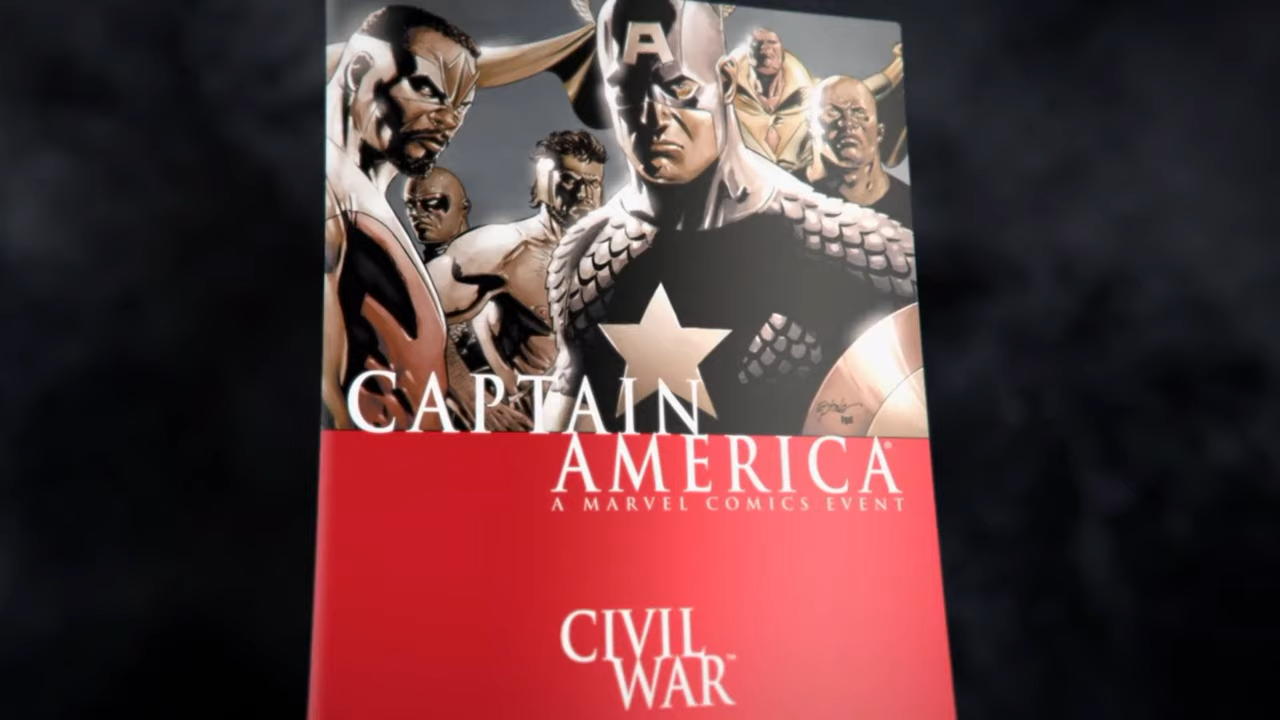 A
CAPTAIN
AMERICA®
A MARVEL COMICS EVENT
CIVIL
WAR™